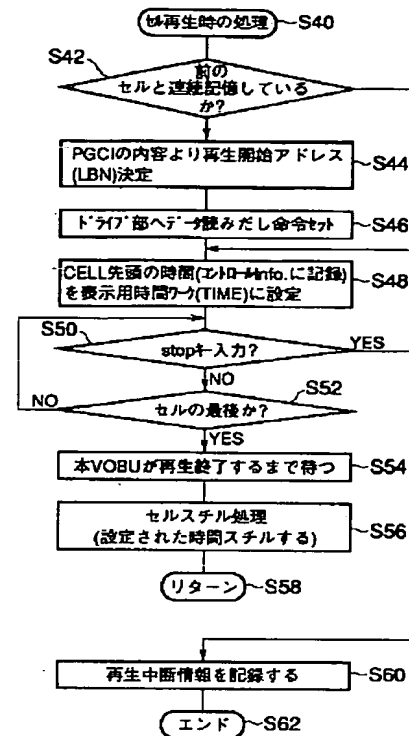 ｾﾙ再生時の処理
S40
S42
前の
セルと連続記憶している
か?
PGCIの内容より再生開始アドレス
(LBN)決定
S44
ﾄﾞﾗｲﾌﾞ部へﾃﾞｰﾀ読みだし命令ｾｯﾄ
S46
CELL先頭の時間(ｺﾝﾄﾛｰﾙInfo.に記録)
を表示用時間ワーク(TIME)に設定
S48
S50
stopキー入力?
YES
NO
S52
セルの最後か?
NO
YES
本VOBUが再生終了するまで待つ
S54
セルスチル処理
(設定された時間スチルする)
S56
リターン
S58
再生中断情報を記録する
S60
エンド
S62